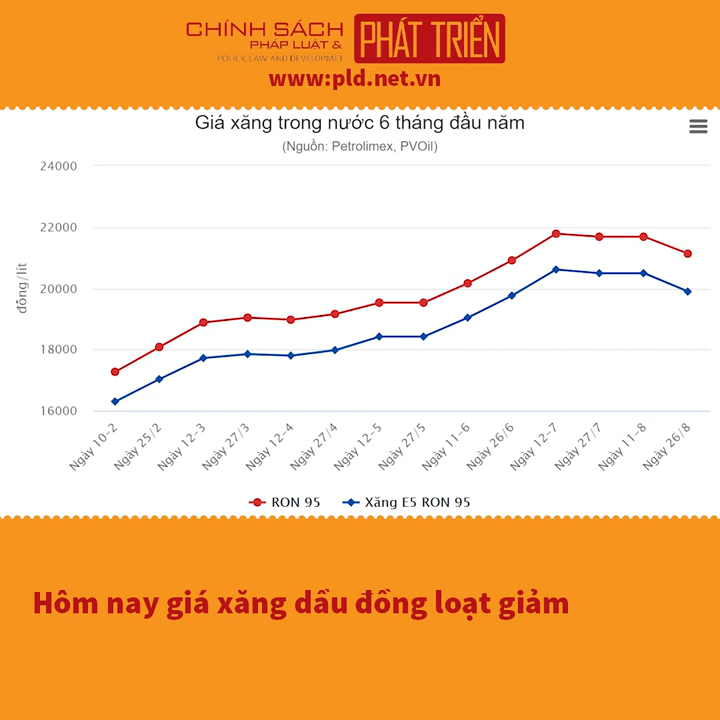 CHÍNH SÁCH
PHÁP LUẬT &
PHÁT TRIỂN
POLICY, LAW AND DEVELOPMET
www:pld.net.vn
Giá xăng trong nước 6 tháng đầu năm
(Nguồn: Petrolimex, PVOil)
24000
22000
20000
18000
16000
đồng/lít
Ngày 10-2
Ngày 25/2
Ngày 12-3
Ngày 27/3
Ngày 12-4
Ngày 27/4
Ngày 12-5
Ngày 27/5
Ngày 11-6
Ngày 26/6
Ngày 12-7
Ngày 27/7
Ngày 11-8
Ngày 26/8
RON 95
Xăng E5 RON 95
Hôm nay giá xăng dầu đồng loạt giảm